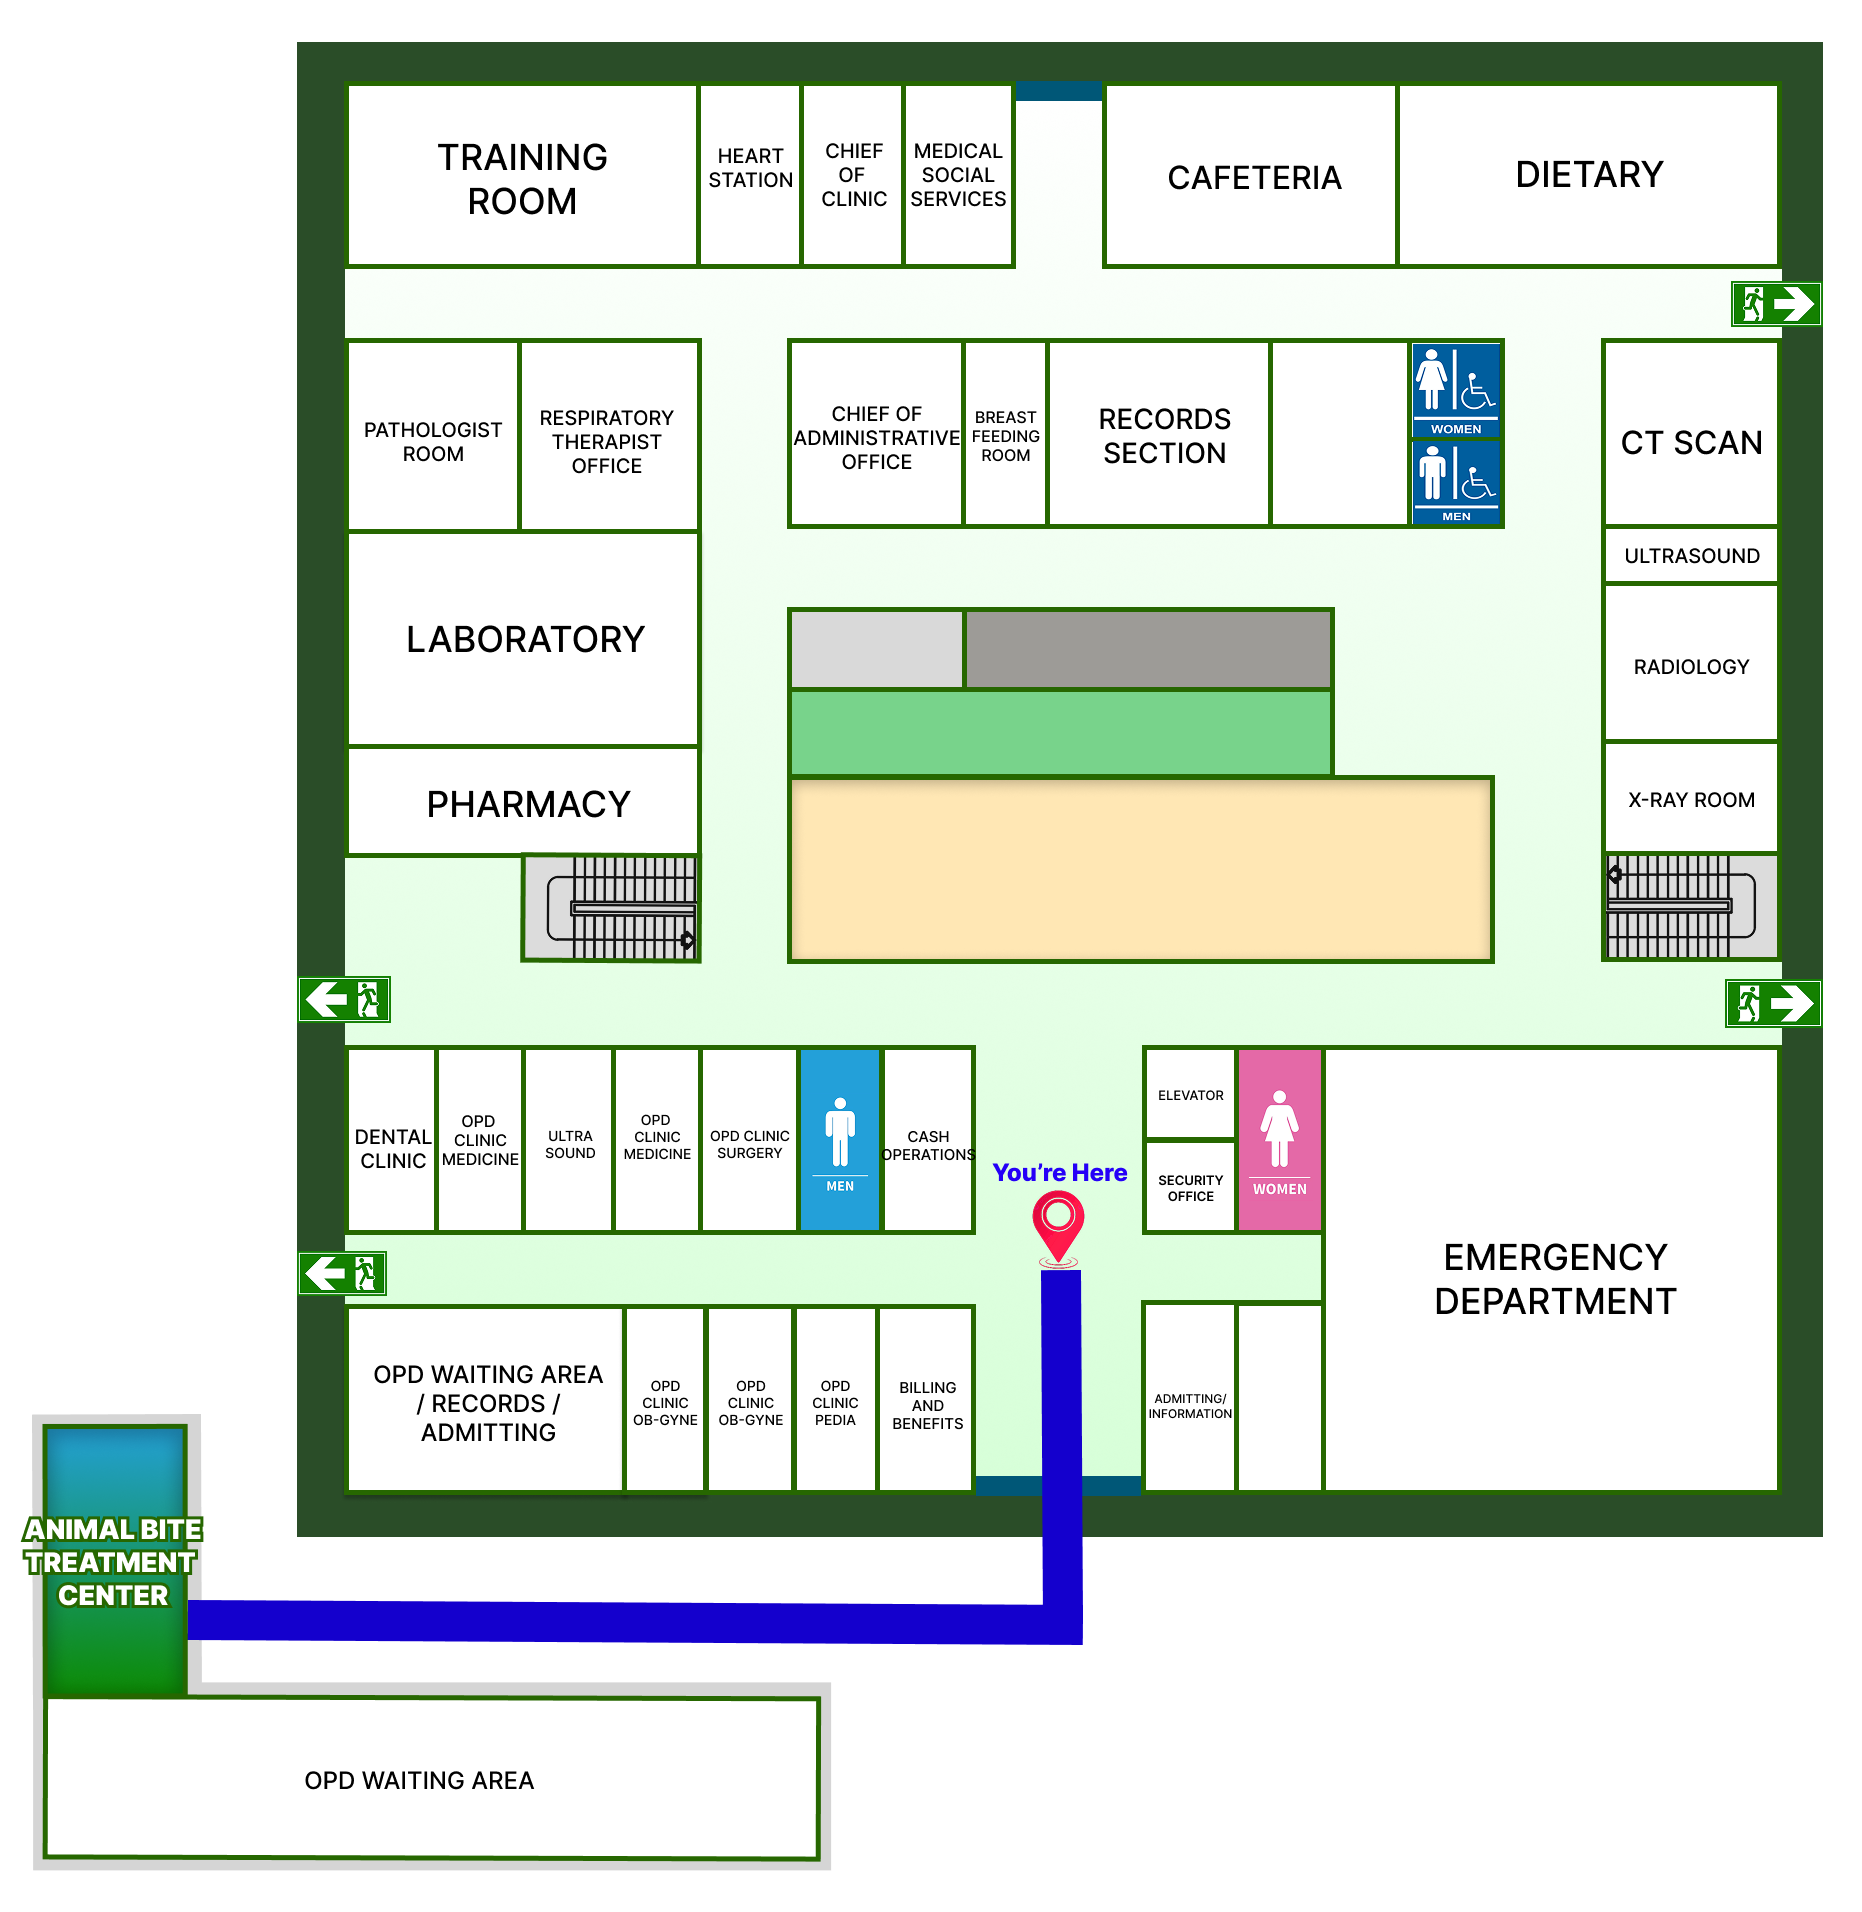 TRAINING
ROOM
HEART
STATION
CHIEF
OF
CLINIC
MEDICAL
SOCIAL
SERVICES
CAFETERIA
DIETARY
PATHOLOGIST
ROOM
RESPIRATORY
THERAPIST
OFFICE
CHIEF OF
ADMINISTRATIVE
OFFICE
BREAST
FEEDING
ROOM
RECORDS
SECTION
WOMEN
MEN
CT SCAN
ULTRASOUND
LABORATORY
RADIOLOGY
PHARMACY
X-RAY ROOM
DENTAL
CLINIC
OPD
CLINIC
MEDICINE
ULTRA
SOUND
OPD
CLINIC
MEDICINE
OPD CLINIC
SURGERY
MEN
CASH
OPERATIONS
You're Here
ELEVATOR
SECURITY
OFFICE
WOMEN
EMERGENCY
DEPARTMENT
OPD WAITING AREA
/ RECORDS /
ADMITTING
OPD
CLINIC
OB-GYNE
OPD
CLINIC
OB-GYNE
OPD
CLINIC
PEDIA
BILLING
AND
BENEFITS
ADMITTING/
INFORMATION
ANIMAL BITE
TREATMENT
CENTER
OPD WAITING AREA